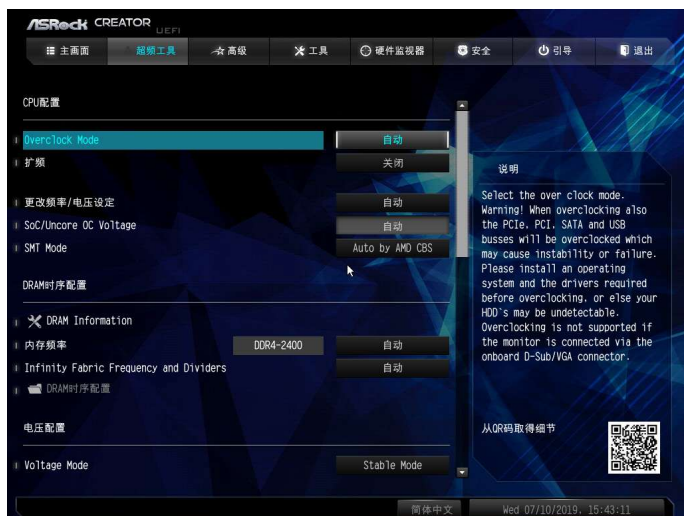 ASRock CREATOR
UEFI
主画面 超频工具 高级 工具 硬件监视器 安全 引导 退出
CPU配置
Overclock Mode 自动
扩频 关闭
更改频率/电压设定 自动
SoC/Uncore OC Voltage 自动
SMT Mode Auto by AMD CBS
DRAM时序配置
DRAM Information
内存频率 DDR4-2400 自动
Infinity Fabric Frequency and Dividers 自动
DRAM时序配置
电压配置
Voltage Mode Stable Mode
说明
Select the over clock mode.
Warning! When overclocking also
the PCIe, PCI, SATA and USB
busses will be overclocked which
may cause instability or failure.
Please install an operating
system and the drivers required
before overclocking, or else your
HDD`s may be undetectable.
Overclocking is not supported if
the monitor is connected via the
onboard D-Sub/VGA connector.
从QR码取得细节
简体中文 Wed 07/10/2019, 15:43:11